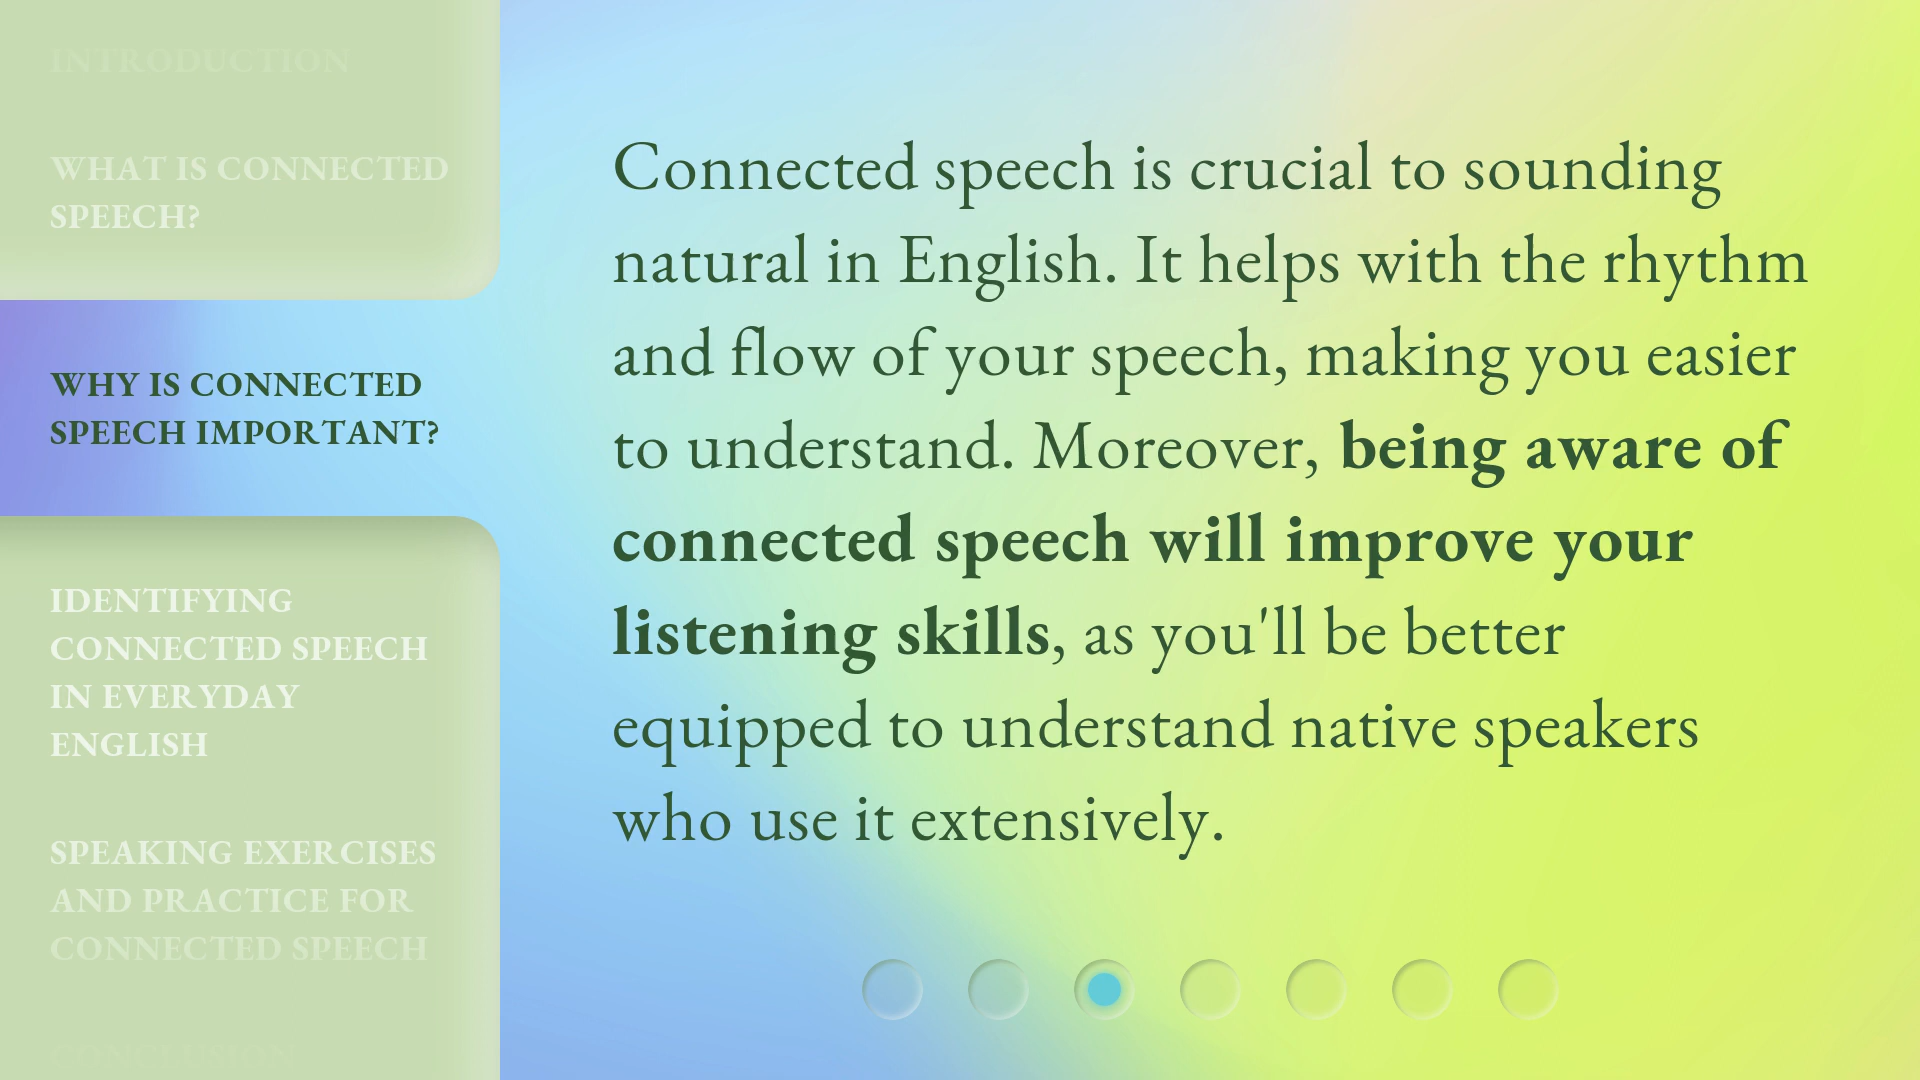 INTRODUCTION
WHAT IS CONNECTED
SPEECH?
WHY IS CONNECTED
SPEECH IMPORTANT?
IDENTIFYING
CONNECTED SPEECH
IN EVERYDAY
ENGLISH
SPEAKING EXERCISES
AND PRACTICE FOR
CONNECTED SPEECH
CONCLUSION
Connected speech is crucial to sounding
natural in English. It helps with the rhythm
and flow of your speech, making you easier
to understand. Moreover, being aware of
connected speech will improve your
listening skills, as you'll be better
equipped to understand native speakers
who use it extensively.